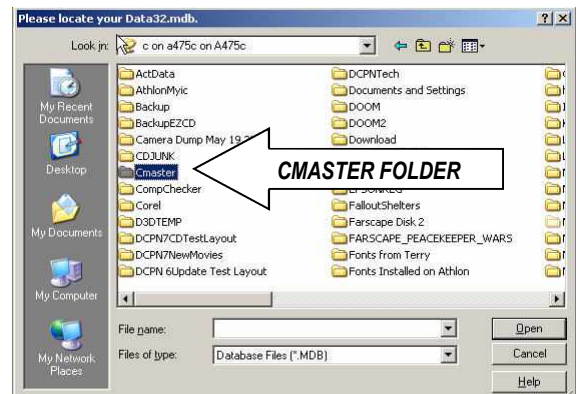 Please locate your Data32.mdb.
Look in:
c on a475c on A475c
My Recent
Documents
Desktop
My Documents
My Computer
My Network
Places
ActData
AthlonMyic
Backup
BackupEZCD
Camera Dump May 19
CDJUNK
Cmaster
CompChecker
Corel
D3DTEMP
DCPN7CDTestLayout
DCPN7NewMovies
DCPN 6Update Test Layout
DCPNTech
Documents and Settings
DOOM
DOOM2
Download
CMASTER FOLDER
FalloutShelters
Farscape Disk 2
FARSCAPE_PEACEKEEPER_WARS
Fonts from Terry
Fonts Installed on Athlon
File name:
Open
Files of type:
Database Files (*.MDB)
Cancel
Help